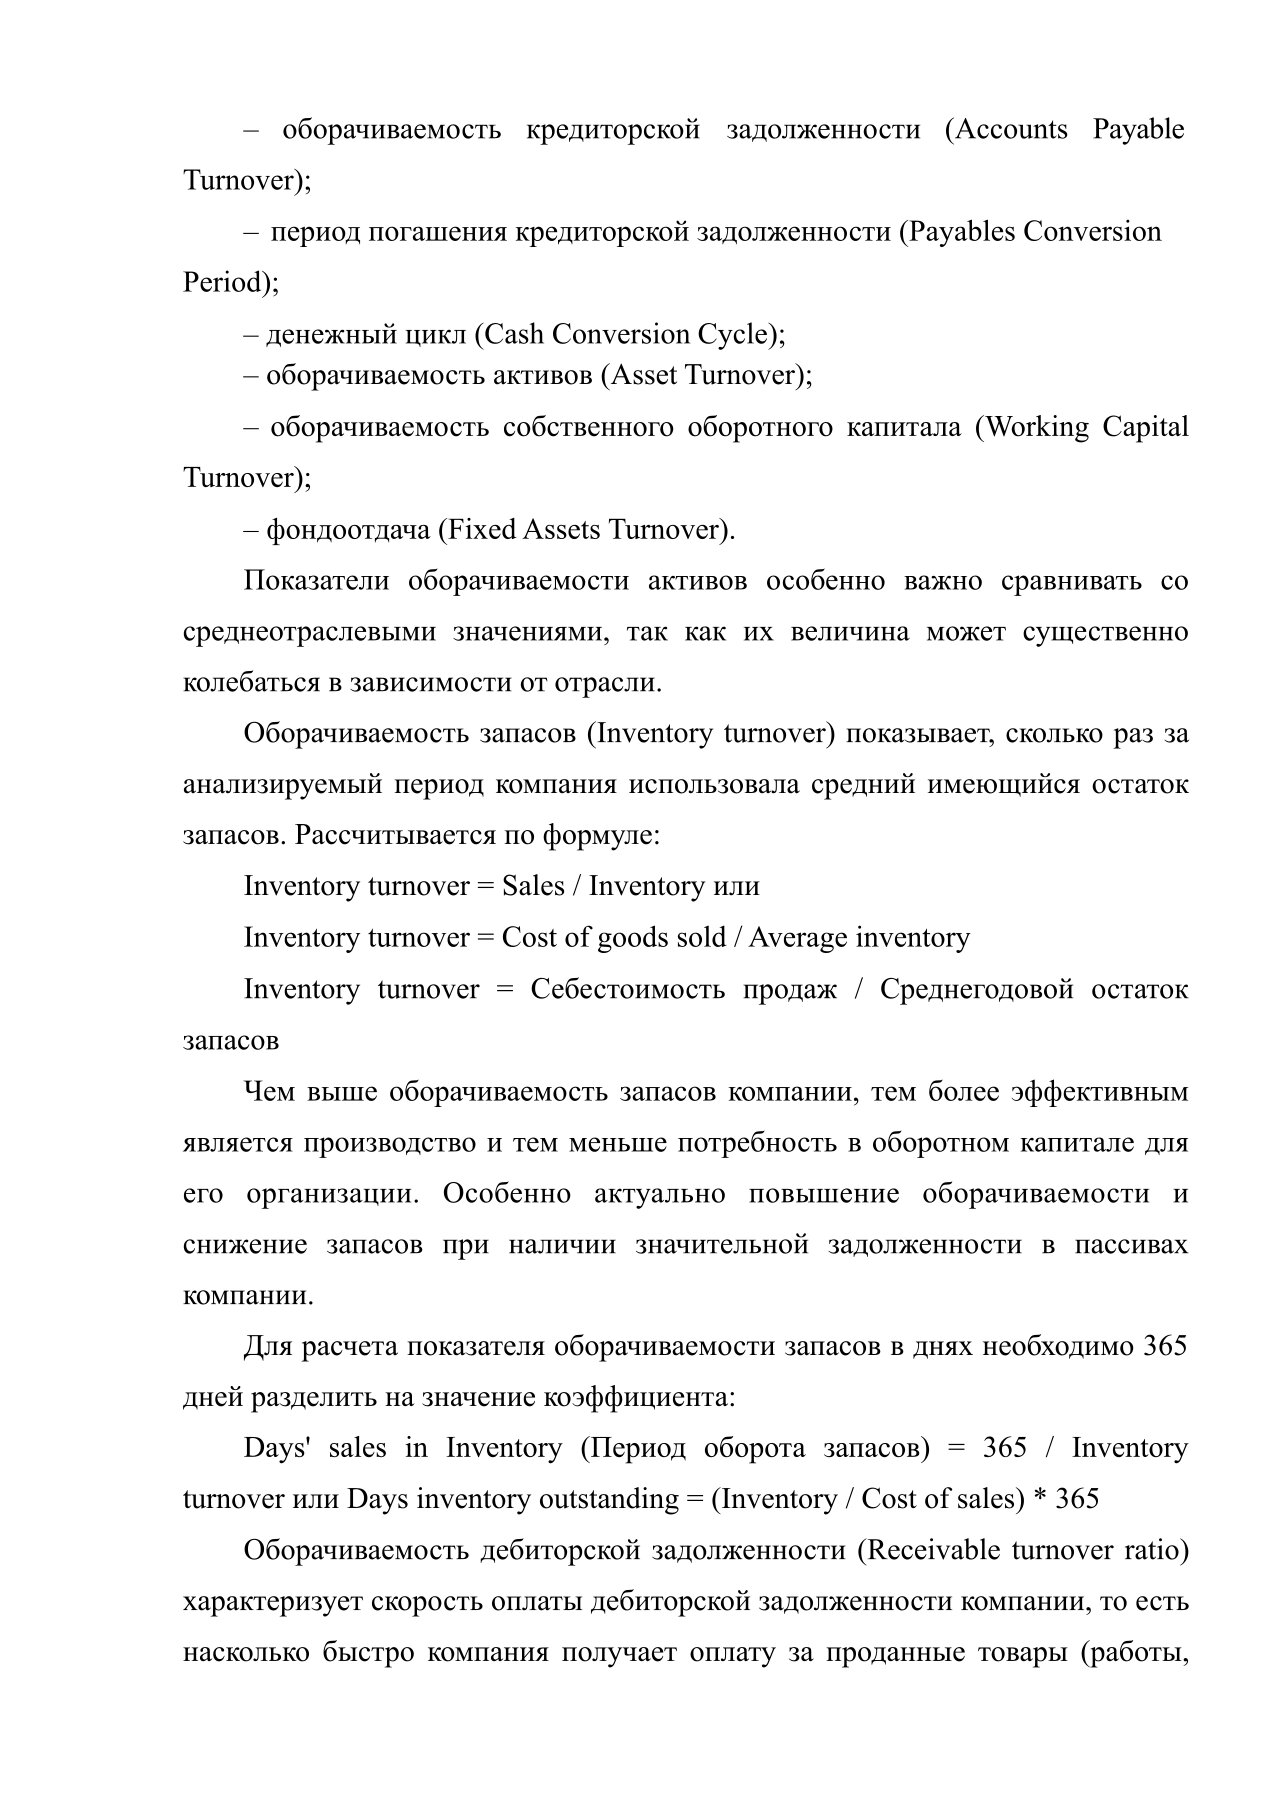 – оборачиваемость кредиторской задолженности (Accounts Payable
Turnover);
– период погашения кредиторской задолженности (Payables Conversion
Period);
– денежный цикл (Cash Conversion Cycle);
– оборачиваемость активов (Asset Turnover);
– оборачиваемость собственного оборотного капитала (Working Capital
Turnover);
– фондоотдача (Fixed Assets Turnover).
Показатели оборачиваемости активов особенно важно сравнивать со
среднеотраслевыми значениями, так как их величина может существенно
колебаться в зависимости от отрасли.
Оборачиваемость запасов (Inventory turnover) показывает, сколько раз за
анализируемый период компания использовала средний имеющийся остаток
запасов. Рассчитывается по формуле:
Inventory turnover = Sales / Inventory или
Inventory turnover = Cost of goods sold / Average inventory
Inventory turnover = Себестоимость продаж / Среднегодовой остаток
запасов
Чем выше оборачиваемость запасов компании, тем более эффективным
является производство и тем меньше потребность в оборотном капитале для
его организации. Особенно актуально повышение оборачиваемости и
снижение запасов при наличии значительной задолженности в пассивах
компании.
Для расчета показателя оборачиваемости запасов в днях необходимо 365
дней разделить на значение коэффициента:
Days' sales in Inventory (Период оборота запасов) = 365 / Inventory
turnover или Days inventory outstanding = (Inventory / Cost of sales) * 365
Оборачиваемость дебиторской задолженности (Receivable turnover ratio)
характеризует скорость оплаты дебиторской задолженности компании, то есть
насколько быстро компания получает оплату за проданные товары (работы,